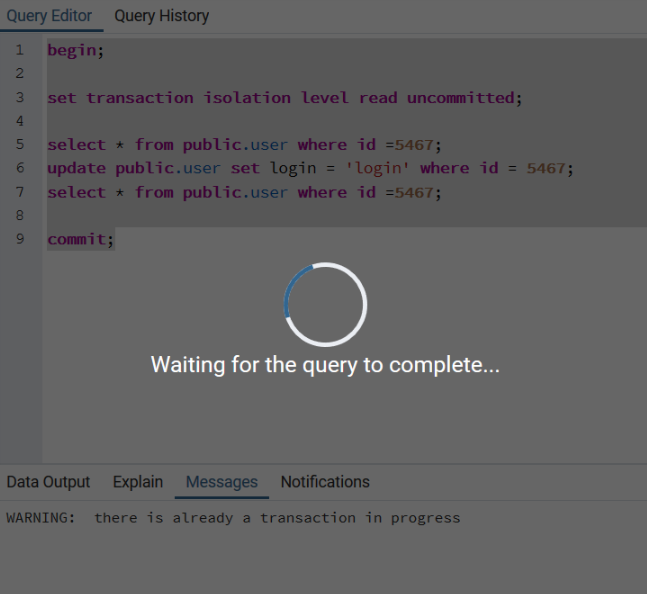 Query Editor Query History
1 begin;
2
3 set transaction isolation level read uncommitted;
4
5 select * from public.user where id =5467;
6 update public.user set login = 'login' where id = 5467;
7 select * from public.user where id =5467;
8
9 commit;
Waiting for the query to complete...
Data Output Explain Messages Notifications
WARNING:  there is already a transaction in progress